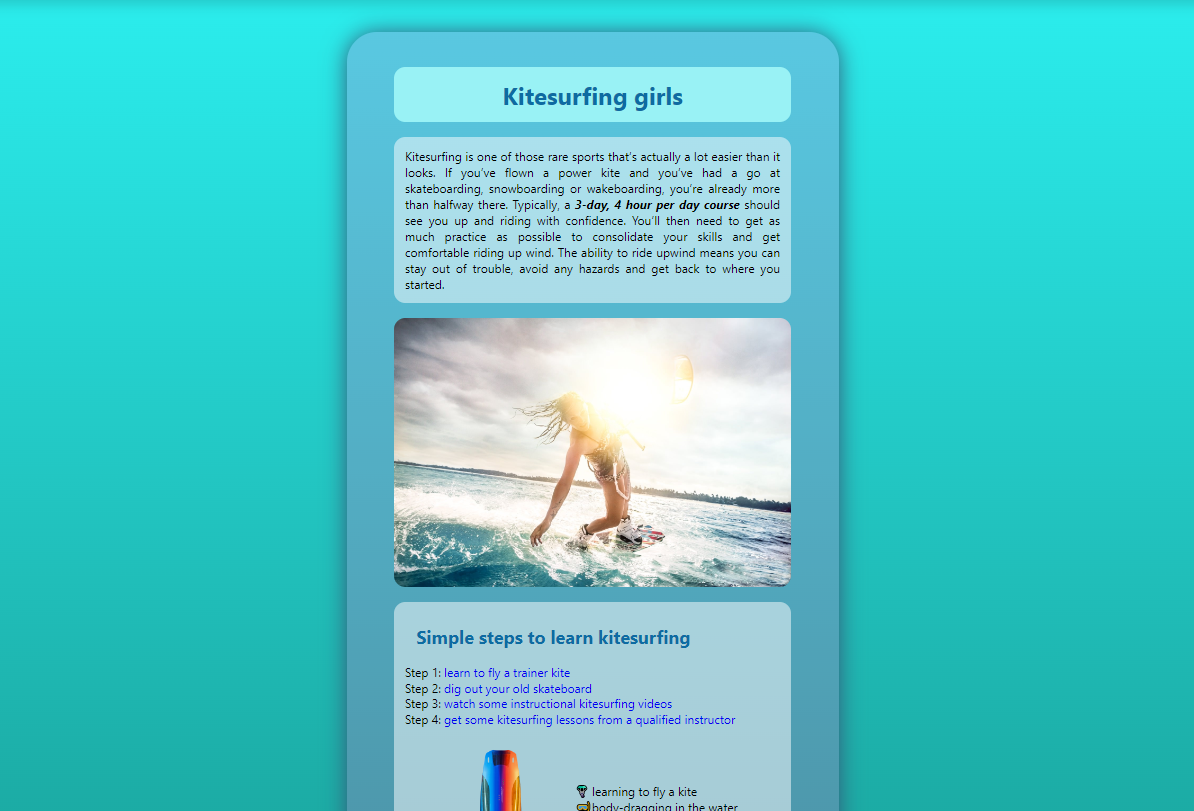 Kitesurfing girls
Kitesurfing is one of those rare sports that's actually a lot easier than it
looks. If you've flown a power kite and you've had a go at
skateboarding, snowboarding or wakeboarding, you're already more
than halfway there. Typically, a 3-day, 4 hour per day course should
see you up and riding with confidence. You'll then need to get as
much practice as possible to consolidate your skills and get
comfortable riding up wind. The ability to ride upwind means you can
stay out of trouble, avoid any hazards and get back to where you
started.
Simple steps to learn kitesurfing
Step 1: learn to fly a trainer kite
Step 2: dig out your old skateboard
Step 3: watch some instructional kitesurfing videos
Step 4: get some kitesurfing lessons from a qualified instructor
learning to fly a kite
body-dragging in the water